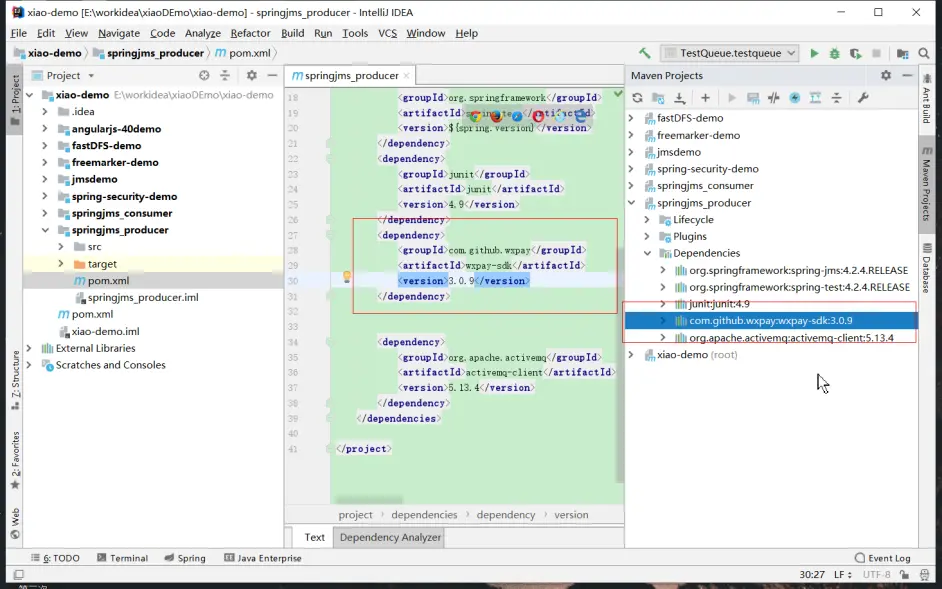 xiao-demo [E:\workidea\xiaoDEmo\xiao-demo] - springjms_producer - IntelliJ IDEA
File Edit View Navigate Code Analyze Refactor Build Run Tools VCS Window Help
xiao-demo springjms_producer pom.xml
TestQueue.testqueue
1: Project
Project
springjms_producer
Maven Projects
xiao-demo E:\workidea\xiaoDEmo\xiao-demo
.idea
angularjs-40demo
fastDFS-demo
freemarker-demo
jmsdemo
spring-security-demo
springjms_consumer
springjms_producer
src
target
pom.xml
springjms_producer.iml
pom.xml
xiao-demo.iml
External Libraries
Scratches and Consoles
18 <groupId>org.springframework</groupId>
19 <artifactId>
20 <version>${spring.version}</version>
21 </dependency>
22 <dependency>
23 <groupId>junit</groupId>
24 <artifactId>junit</artifactId>
25 <version>4.9</version>
26 </dependency>
27 <dependency>
28 <groupId>com.github.wxpay</groupId>
29 <artifactId>wxpay-sdk</artifactId>
30 <version>3.0.9</version>
31 </dependency>
32
33
34 <dependency>
35 <groupId>org.apache.activemq</groupId>
36 <artifactId>activemq-client</artifactId>
37 <version>5.13.4</version>
38 </dependency>
39 </dependencies>
40
41 </project>
project › dependencies › dependency › version
Text Dependency Analyzer
fastDFS-demo
freemarker-demo
jmsdemo
spring-security-demo
springjms_consumer
springjms_producer
Lifecycle
Plugins
Dependencies
org.springframework:spring-jms:4.2.4.RELEASE
org.springframework:spring-test:4.2.4.RELEASE
junit:junit:4.9
com.github.wxpay:wxpay-sdk:3.0.9
org.apache.activemq:activemq-client:5.13.4
xiao-demo (root)
Ant Build
Maven Projects
Database
Z: Structure
2: Favorites
Web
6: TODO Terminal Spring Java Enterprise Event Log
30:27 LF UTF-8